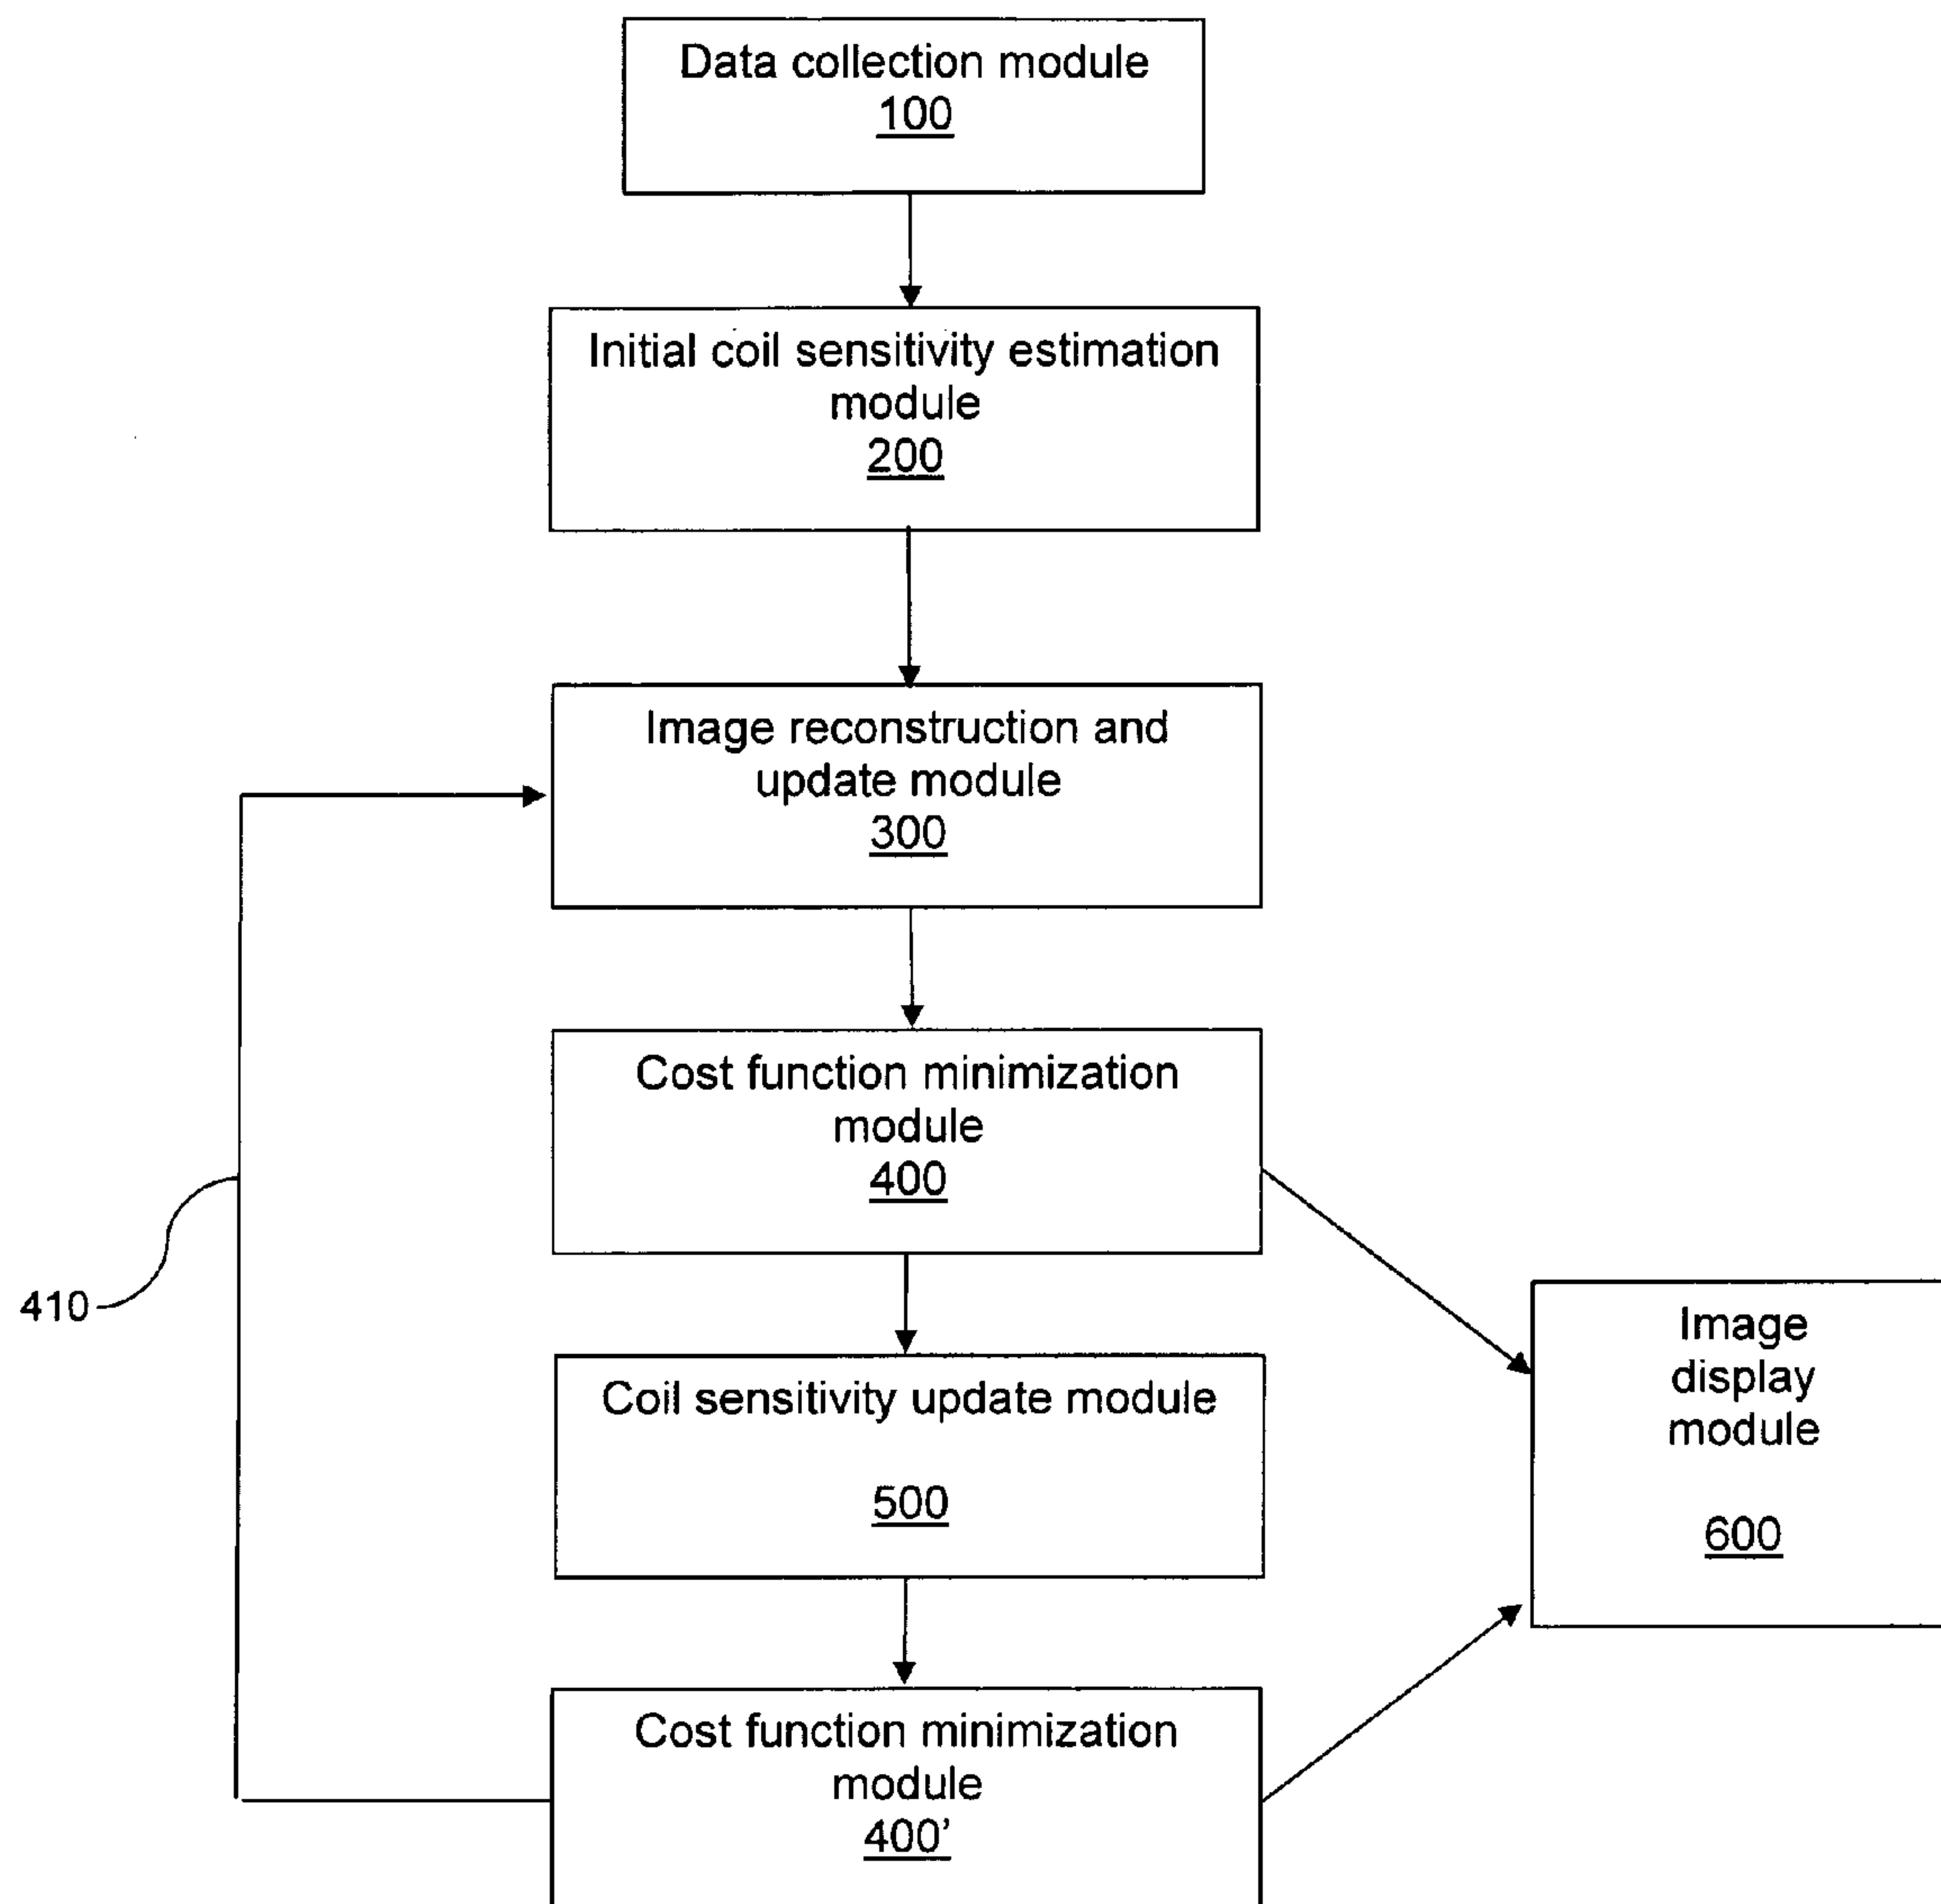 Data collection module
100
Initial coil sensitivity estimation
module
200
Image reconstruction and
update module
300
Cost function minimization
module
400
410
Coil sensitivity update module
500
Image
display
module
600
Cost function minimization
module
400'